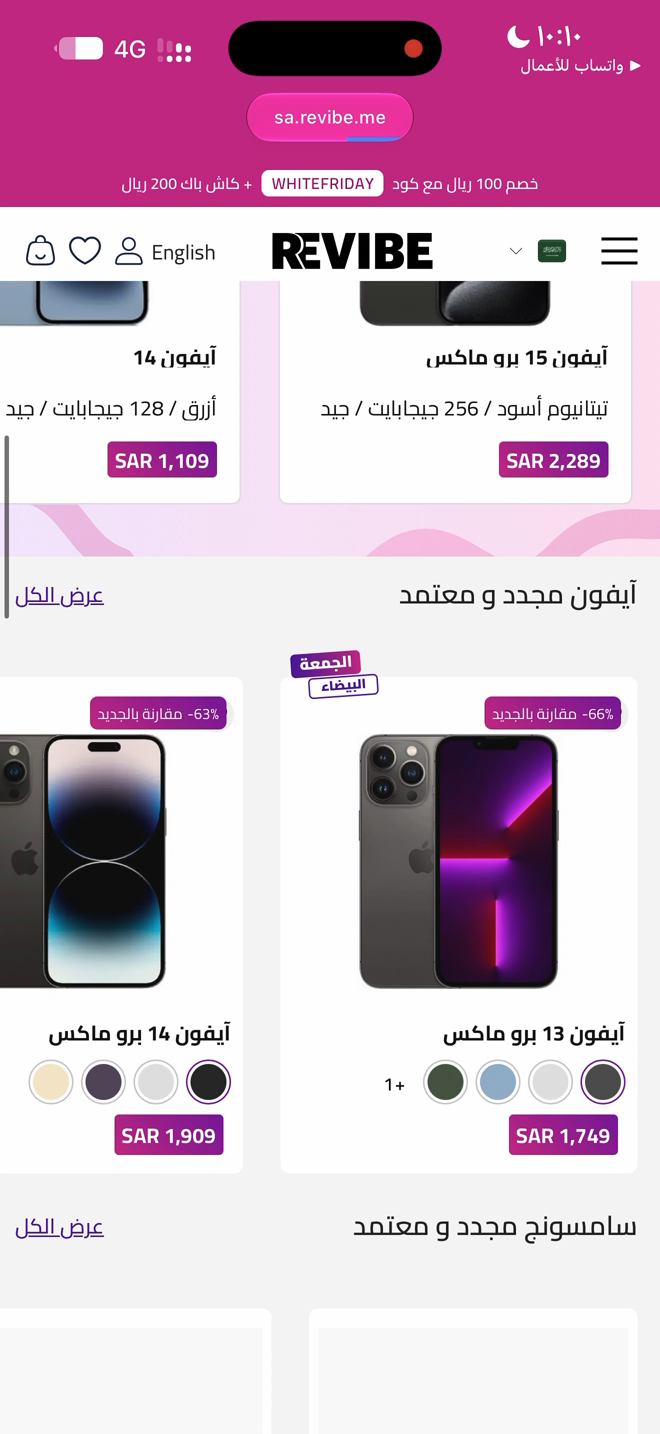 ١٠:١٠
4G
◀ واتساب للأعمال
sa.revibe.me
خصم 100 ريال مع كود WHITEFRIDAY + كاش باك 200 ريال
REVIBE
English
آيفون 15 برو ماكس
تيتانيوم أسود / 256 جيجابايت / جيد
SAR 2,289
آيفون 14
أزرق / 128 جيجابايت / جيد
SAR 1,109
آيفون مجدد و معتمد
عرض الكل
الجمعة
البيضاء
-66% مقارنة بالجديد
آيفون 13 برو ماكس
+1
SAR 1,749
-63% مقارنة بالجديد
آيفون 14 برو ماكس
SAR 1,909
سامسونج مجدد و معتمد
عرض الكل